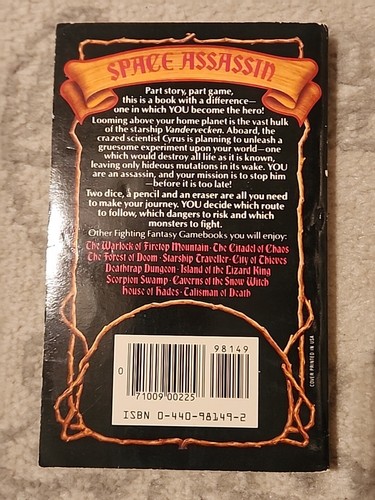 SPACE ASSASSIN
Part story, part game,
this is a book with a difference—
one in which YOU become the hero!
Looming above your home planet is the vast hulk
of the starship Vandervecken. Aboard, the
crazed scientist Cyrus is planning to unleash a
gruesome experiment upon your world—one
which would destroy all life as it is known,
leaving only hideous mutations in its wake. YOU
are an assassin, and your mission is to stop him
—before it is too late!
Two dice, a pencil and an eraser are all you need
to make your journey. YOU decide which route
to follow, which dangers to risk and which
monsters to fight.
Other Fighting Fantasy Gamebooks you will enjoy:
The Warlock of Firetop Mountain · The Citadel of Chaos
The Forest of Doom · Starship Traveller · City of Thieves
Deathtrap Dungeon · Island of the Lizard King
Scorpion Swamp · Caverns of the Snow Witch
House of Hades · Talisman of Death
98149
0
71009 00225
ISBN 0-440-98149-2
COVER PRINTED IN USA